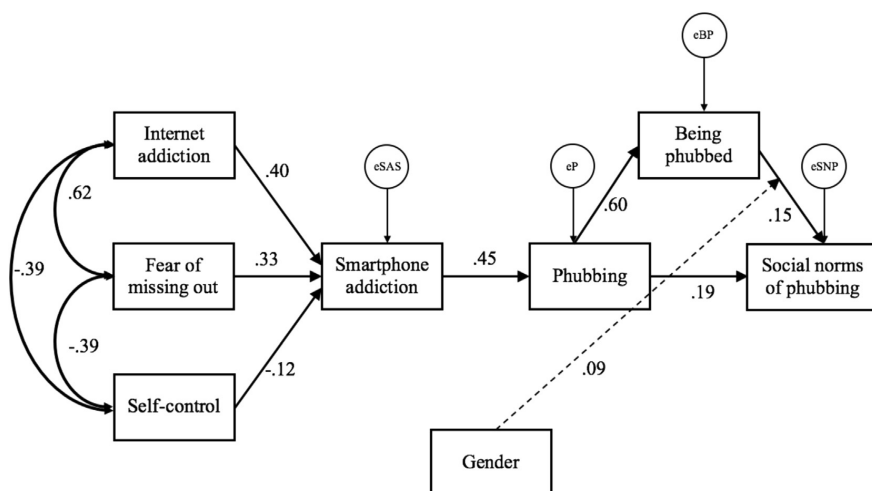 eBP
Internet
addiction
Being
phubbed
eSAS
eP
eSNP
.40
.62
.60
.15
-.39
Fear of
missing out
.33
Smartphone
addiction
.45
Phubbing
.19
Social norms
of phubbing
-.39
-.12
.09
Self-control
Gender